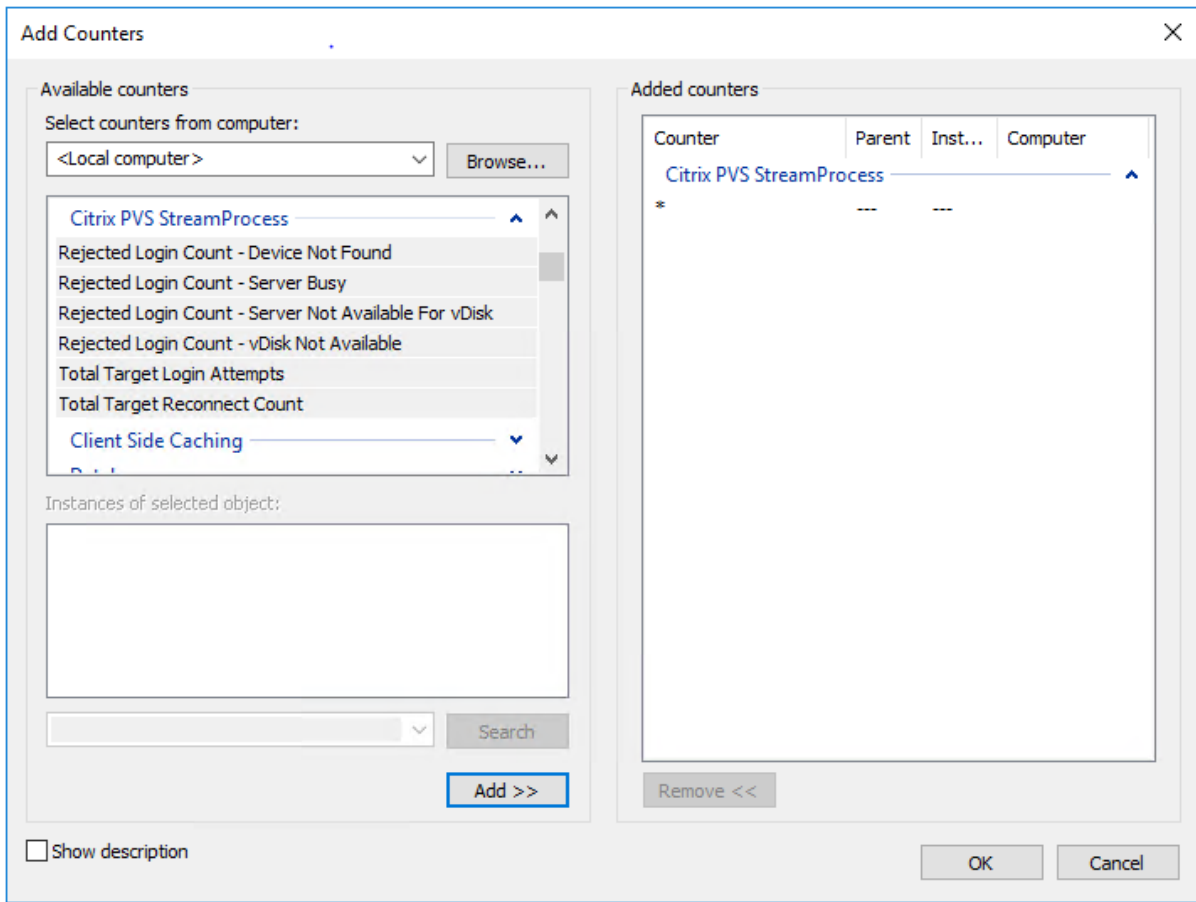 Add Counters
Available counters
Select counters from computer:
<Local computer>
Browse...
Citrix PVS StreamProcess
Rejected Login Count - Device Not Found
Rejected Login Count - Server Busy
Rejected Login Count - Server Not Available For vDisk
Rejected Login Count - vDisk Not Available
Total Target Login Attempts
Total Target Reconnect Count
Client Side Caching
Instances of selected object:
Search
Add >>
Show description
Added counters
Counter Parent Inst... Computer
Citrix PVS StreamProcess
* --- ---
Remove <<
OK Cancel